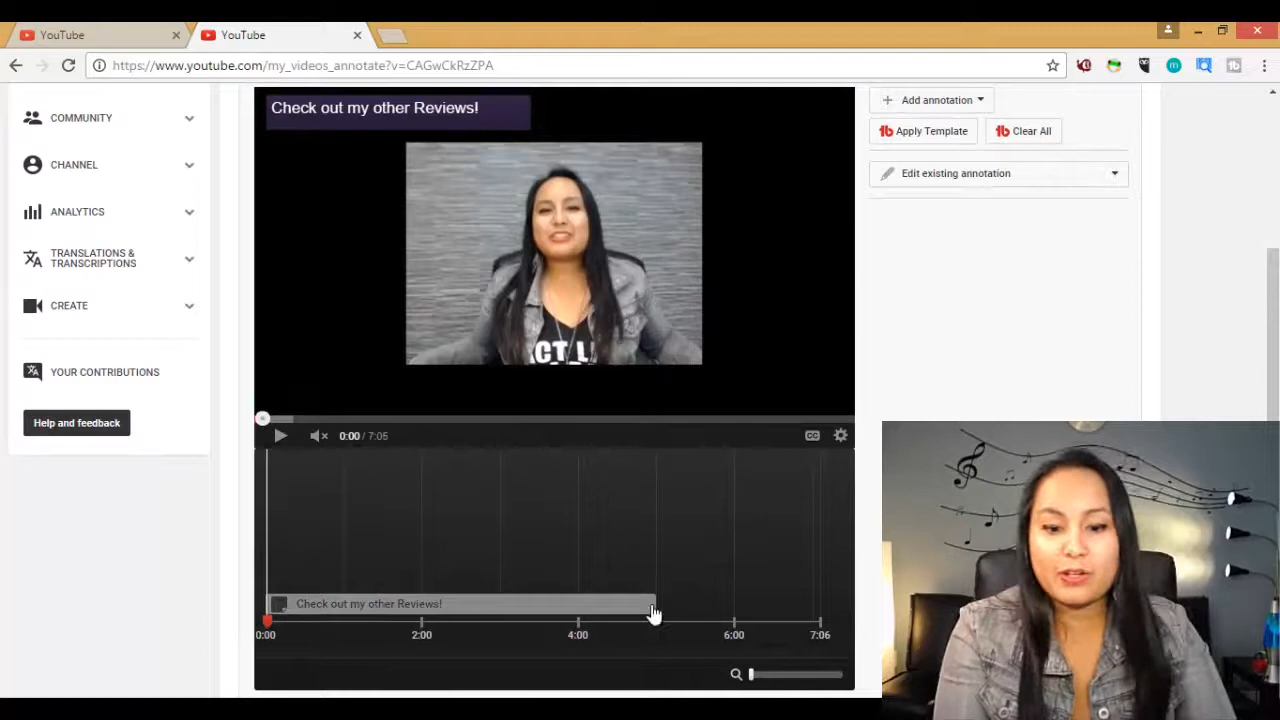 YouTube
YouTube
https://www.youtube.com/my_videos_annotate?v=CAGwCkRzZPA
COMMUNITY
CHANNEL
ANALYTICS
TRANSLATIONS &
TRANSCRIPTIONS
CREATE
YOUR CONTRIBUTIONS
Help and feedback
Check out my other Reviews!
0:00 / 7:05
CC
Check out my other Reviews!
0:00 2:00 4:00 6:00 7:06
Add annotation
Apply Template
Clear All
Edit existing annotation